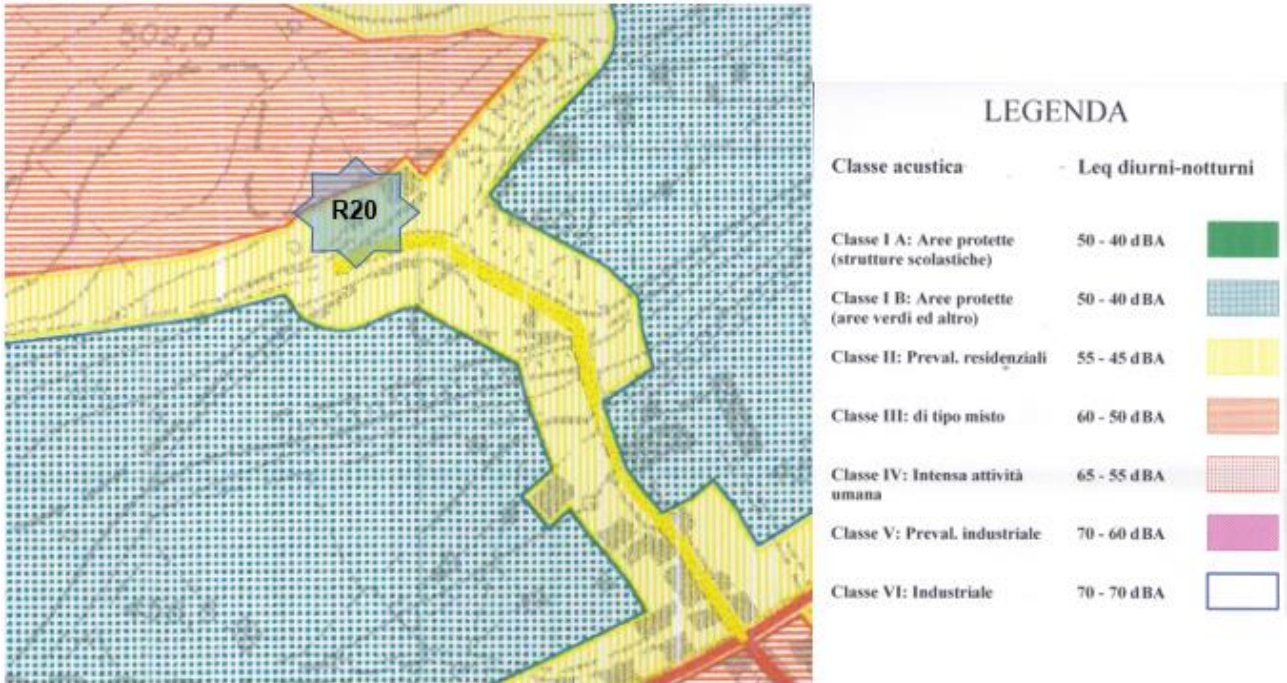 502,0
R20
LEGENDA
Classe acustica - Leq diurni-notturni
Classe I A: Aree protette 50 - 40 dBA
(strutture scolastiche)
Classe I B: Aree protette 50 - 40 dBA
(aree verdi ed altro)
Classe II: Preval. residenziali 55 - 45 dBA
Classe III: di tipo misto 60 - 50 dBA
Classe IV: Intensa attività 65 - 55 dBA
umana
Classe V: Preval. industriale 70 - 60 dBA
Classe VI: Industriale 70 - 70 dBA